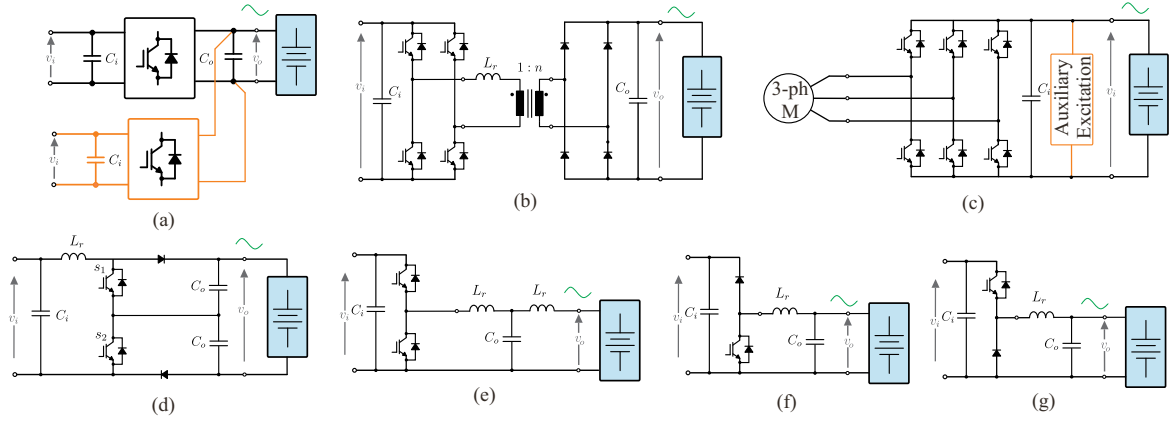 v_i
C_i
C_o
v_o
v_i
C_i
(a)
v_i
C_i
L_r
1 : n
C_o
v_o
(b)
3-ph
M
C_i
Auxiliary
Excitation
v_i
(c)
v_i
C_i
L_r
s_1
s_2
C_o
C_o
v_o
(d)
v_i
C_i
L_r
L_r
C_o
v_o
(e)
v_i
C_i
L_r
C_o
v_o
(f)
v_i
C_i
L_r
C_o
v_o
(g)